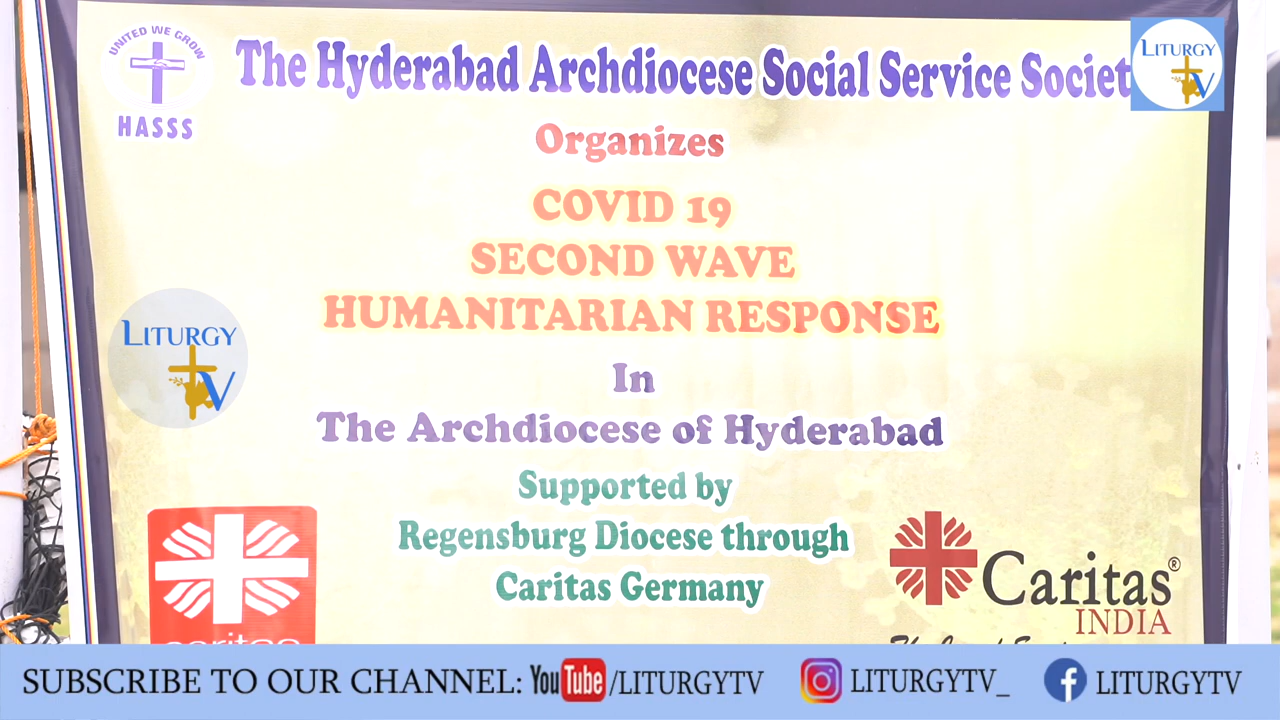 UNITED WE GROW
HASSS
The Hyderabad Archdiocese Social Service Societ
LITURGY
TV
Organizes
COVID 19
SECOND WAVE
HUMANITARIAN RESPONSE
In
The Archdiocese of Hyderabad
LITURGY
TV
Supported by
Regensburg Diocese through
Caritas Germany
caritas
Caritas®
INDIA
SUBSCRIBE TO OUR CHANNEL: YouTube/LITURGYTV LITURGYTV_ f LITURGYTV